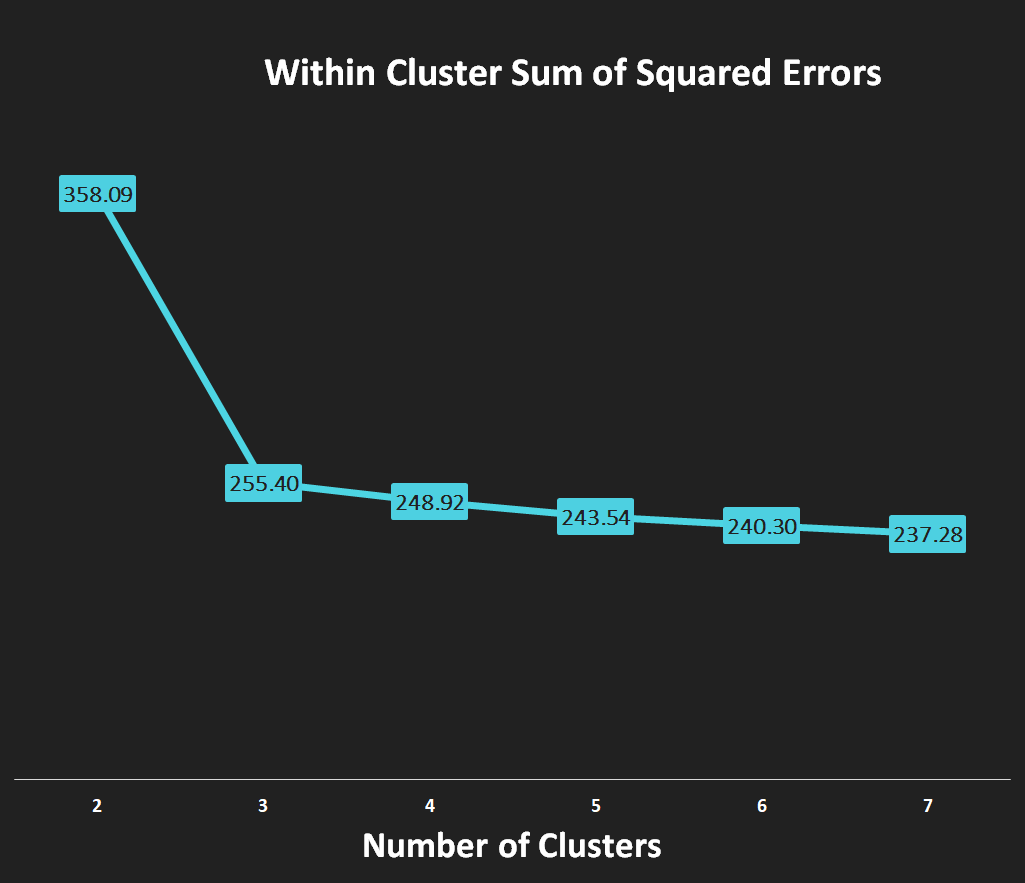 Within Cluster Sum of Squared Errors
358.09
255.40
248.92
243.54
240.30
237.28
2 3 4 5 6 7
Number of Clusters